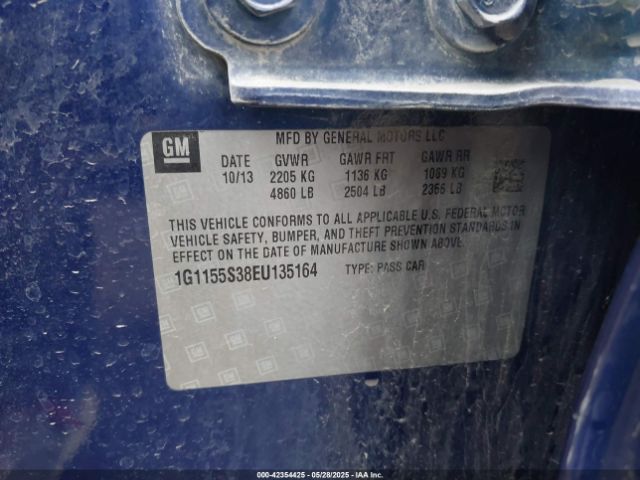 GM
MFD BY GENERAL MOTORS LLC
DATE GVWR GAWR FRT GAWR RR
10/13 2205 KG 1136 KG 1069 KG
4860 LB 2504 LB 2356 LB
THIS VEHICLE CONFORMS TO ALL APPLICABLE U.S. FEDERAL MOTOR
VEHICLE SAFETY, BUMPER, AND THEFT PREVENTION STANDARDS IN
EFFECT ON THE DATE OF MANUFACTURE SHOWN ABOVE.
1G1155S38EU135164 TYPE: PASS CAR
000-42354425 | 05/28/2025 | IAAI.COM